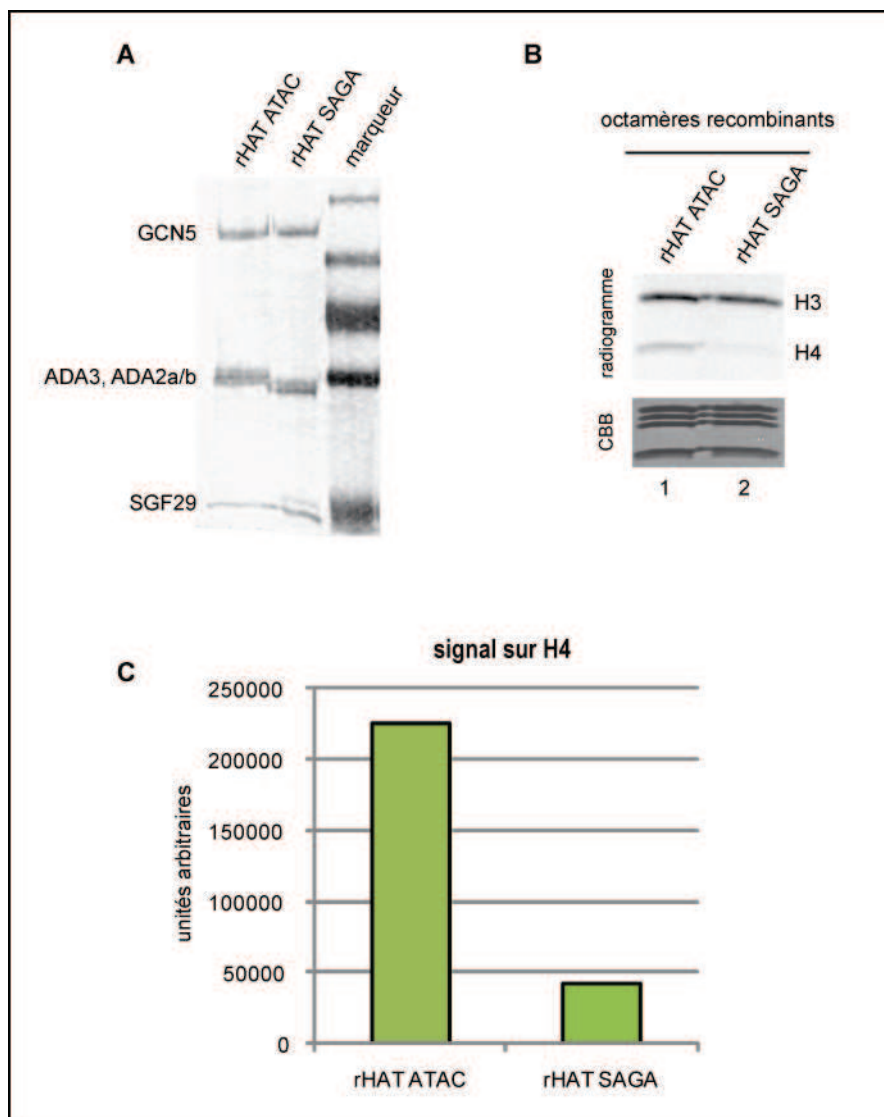 A
rHAT ATAC
rHAT SAGA
marqueur
GCN5
ADA3, ADA2a/b
SGF29
B
octamères recombinants
rHAT ATAC
rHAT SAGA
radiogramme
H3
H4
CBB
1 2
C
signal sur H4
unités arbitraires
250000
200000
150000
100000
50000
0
rHAT ATAC rHAT SAGA